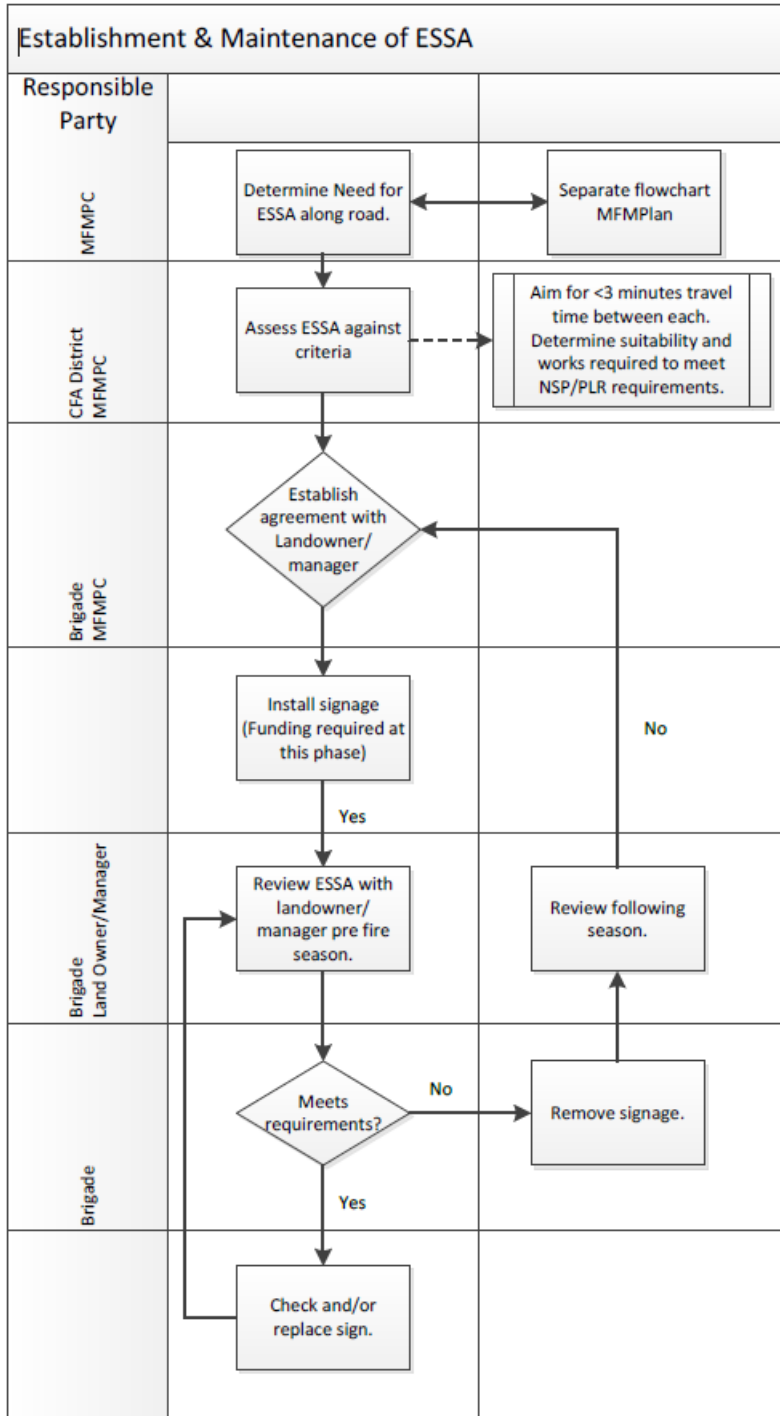 Establishment & Maintenance of ESSA
Responsible
Party
MFMPC
Determine Need for
ESSA along road.
Separate flowchart
MFMPlan
CFA District
MFMPC
Assess ESSA against
criteria
Aim for <3 minutes travel
time between each.
Determine suitability and
works required to meet
NSP/PLR requirements.
Brigade
MFMPC
Establish
agreement with
Landowner/
manager
Install signage
(Funding required at
this phase)
No
Yes
Brigade
Land Owner/Manager
Review ESSA with
landowner/
manager pre fire
season.
Review following
season.
Brigade
Meets
requirements?
No
Remove signage.
Yes
Check and/or
replace sign.